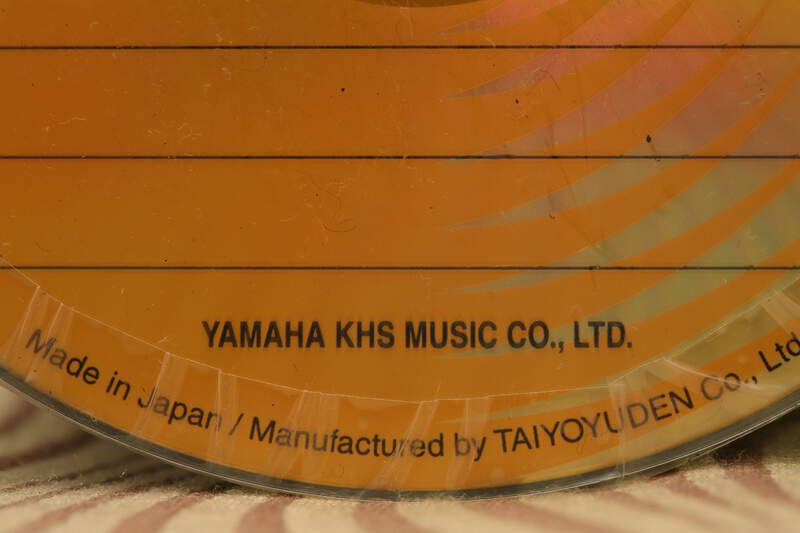 YAMAHA KHS MUSIC CO., LTD.
Made in Japan / Manufactured by TAIYOYUDEN Co., Ltd